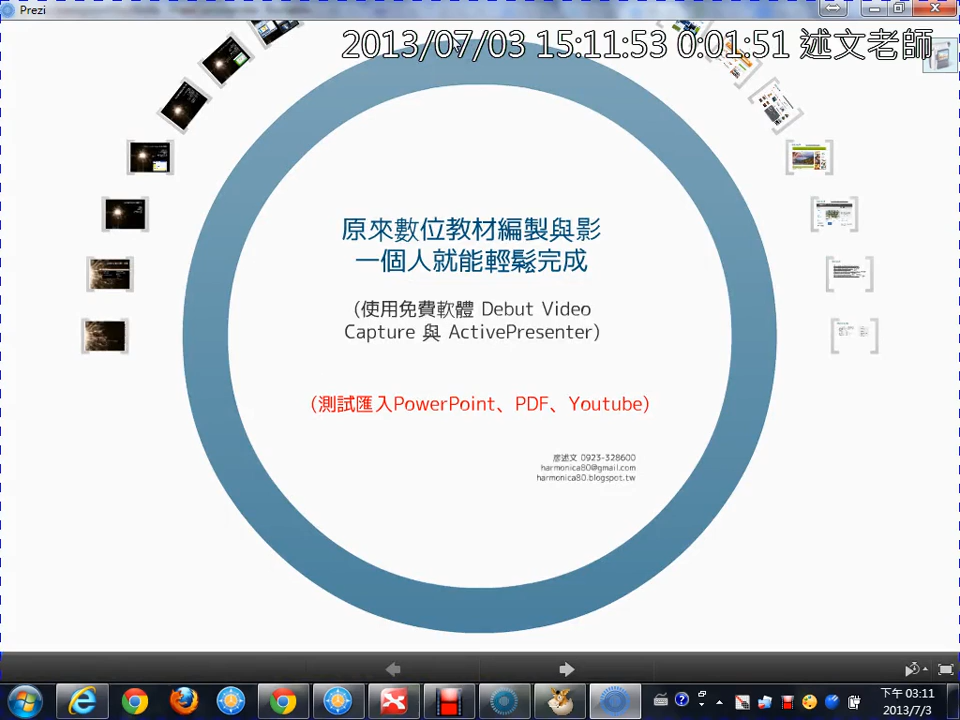 Prezi
2013/07/03 15:11:53 0:01:51 述文老師
原來數位教材編製與影
一個人就能輕鬆完成
(使用免費軟體 Debut Video
Capture 與 ActivePresenter)
(測試匯入PowerPoint、PDF、Youtube)
彦述文 0923-328600
harmonica80@gmail.com
harmonica80.blogspot.tw
下午 03:11
2013/7/3